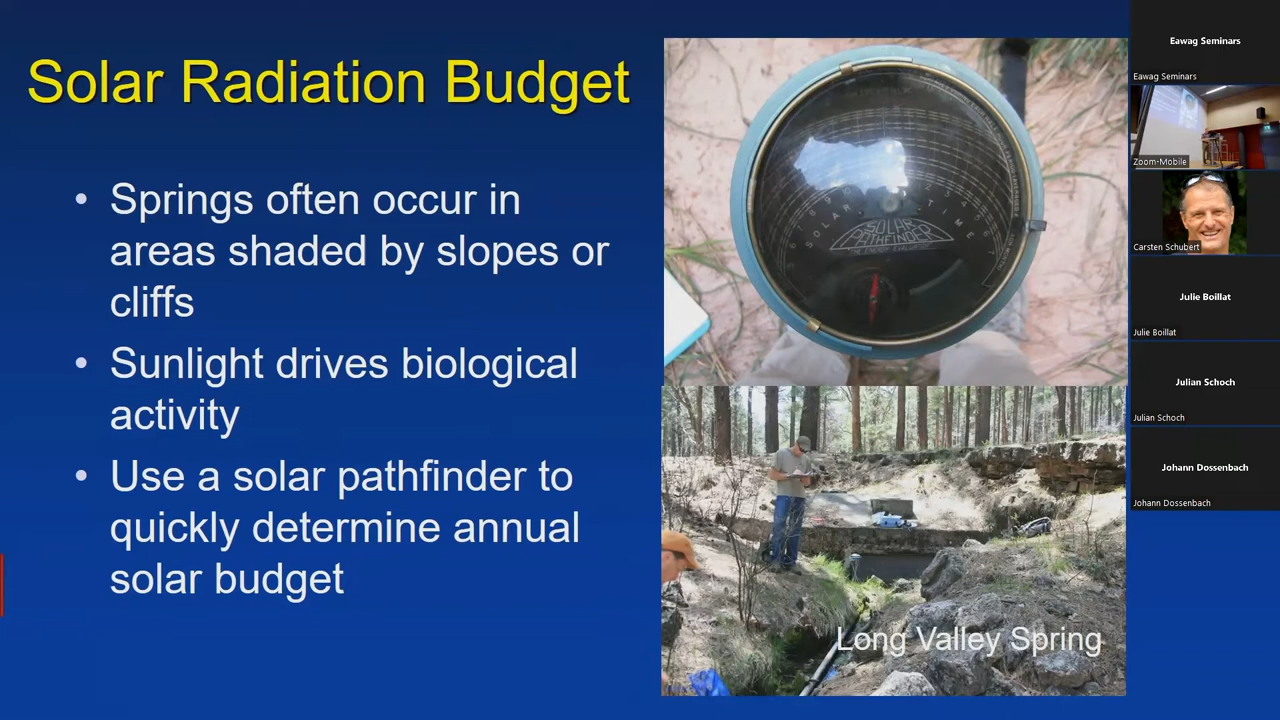 Solar Radiation Budget
• Springs often occur in
areas shaded by slopes or
cliffs
• Sunlight drives biological
activity
• Use a solar pathfinder to
quickly determine annual
solar budget
SOLAR TIME
SOLAR
PATHFINDER
Long Valley Spring
Eawag Seminars
Eawag Seminars
Zoom-Mobile
Carsten Schubert
Julie Boillat
Julie Boillat
Julian Schoch
Julian Schoch
Johann Dossenbach
Johann Dossenbach